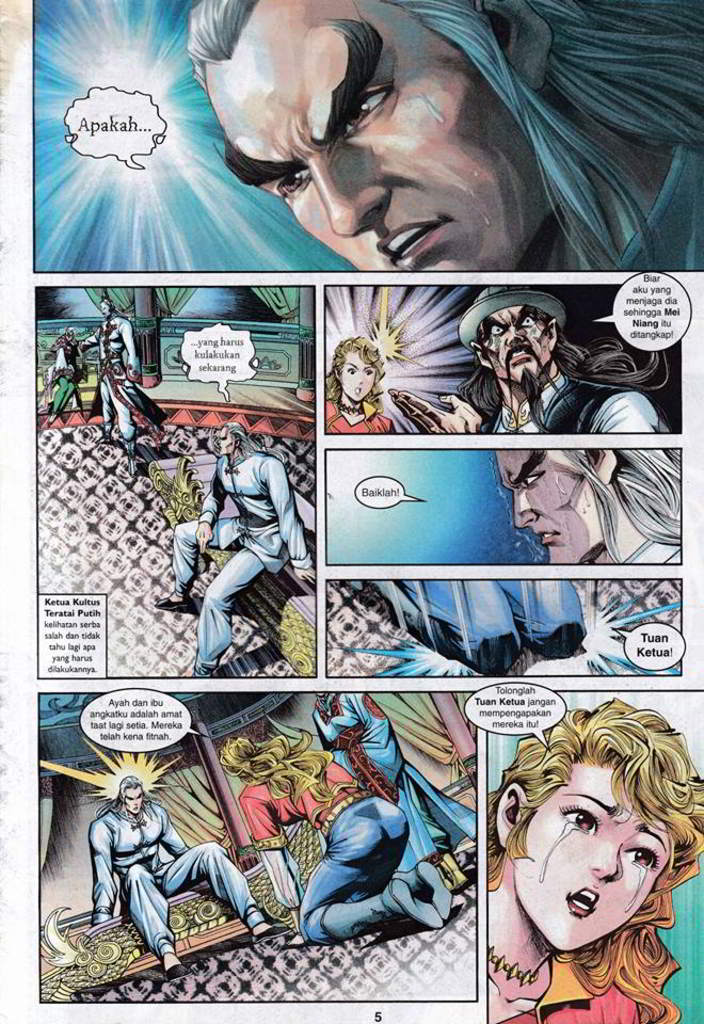 Apakah...
...yang harus
kulakukan
sekarang
Biar
aku yang
menjaga dia
sehingga Mei
Niang itu
ditangkap!
Baiklah!
Ketua Kultus
Teratai Putih
kelihatan serba
salah dan tidak
tahu lagi apa
yang harus
dilakukannya.
Tuan
Ketua!
Ayah dan ibu
angkatku adalah amat
taat lagi setia. Mereka
telah kena fitnah.
Tolonglah
Tuan Ketua jangan
mempengapakan
mereka itu!
5